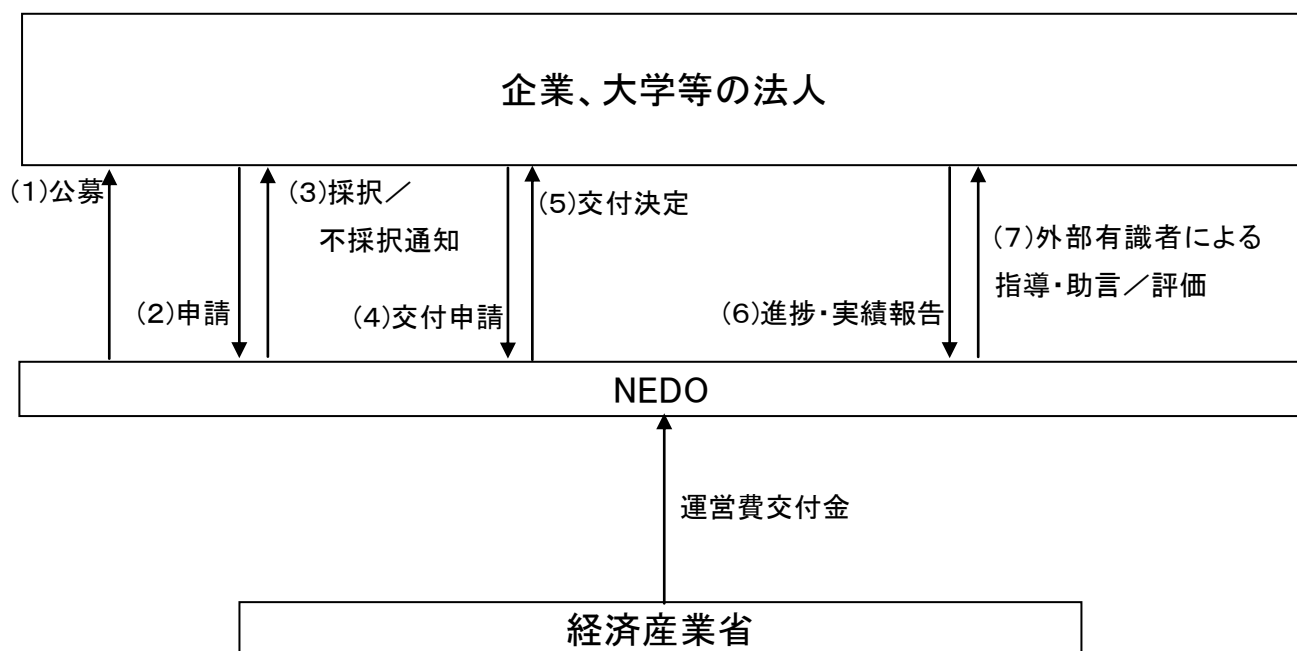 企業、大学等の法人
(1)公募
(2)申請
(3)採択／
不採択通知
(4)交付申請
(5)交付決定
(6)進捗・実績報告
(7)外部有識者による
指導・助言／評価
NEDO
運営費交付金
経済産業省